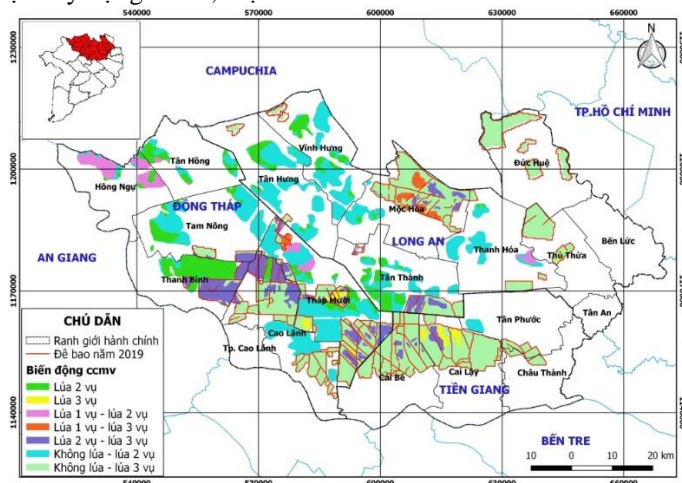 540000 570000 600000 630000 660000
N
1230000
CAMPUCHIA
TP.HỒ CHÍ MINH
Vĩnh Hưng
Tân Hồng
Đức Huệ
1200000
Tân Hưng
Hồng Ngự
Mộc Hóa
ĐỒNG THÁP
Tam Nông
LONG AN
Bến Lức
Thạnh Hóa
Thủ Thừa
AN GIANG
Tân Thành
Thanh Bình
1170000
Tháp Mười
Tân An
Tân Phước
CHÚ DẪN
Ranh giới hành chính
Đê bao năm 2019
Biến động ccmv
Lúa 2 vụ
Lúa 3 vụ
Lúa 1 vụ - lúa 2 vụ
Lúa 1 vụ - lúa 3 vụ
Lúa 2 vụ - lúa 3 vụ
Không lúa - lúa 2 vụ
Không lúa - lúa 3 vụ
Cao Lãnh
Tp. Cao Lãnh
Cái Bè
Cai Lậy
Châu Thành
TIỀN GIANG
1140000
BẾN TRE
10 0 10 20 km
540000 570000 600000 630000 660000